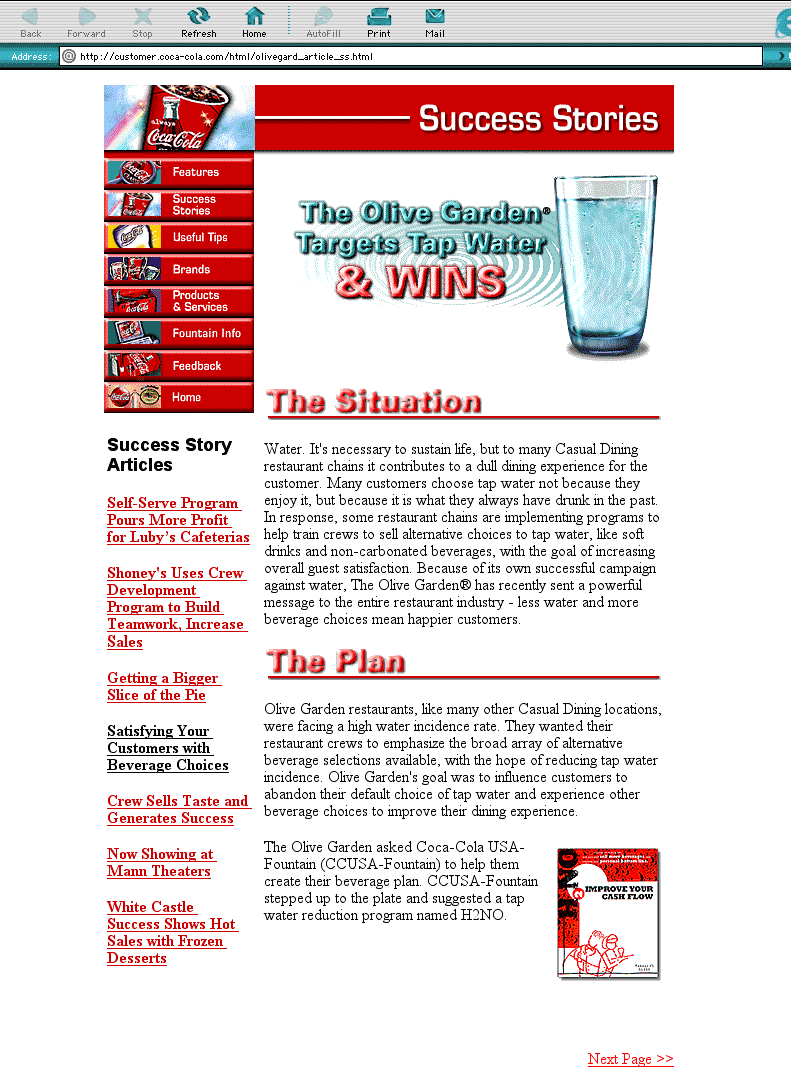 Back
Forward
Stop
Refresh
Home
AutoFill
Print
Mail
Address:
http://customer.coca-cola.com/html/olivegard_article_ss.html
always
Coca-Cola
Success Stories
Features
Success
Stories
Useful Tips
Brands
Products
& Services
Fountain Info
Feedback
Home
The Olive Garden®
Targets Tap Water
& WINS
Success Story
Articles
Self-Serve Program
Pours More Profit
for Luby's Cafeterias
Shoney's Uses Crew
Development
Program to Build
Teamwork, Increase
Sales
Getting a Bigger
Slice of the Pie
Satisfying Your
Customers with
Beverage Choices
Crew Sells Taste and
Generates Success
Now Showing at
Mann Theaters
White Castle
Success Shows Hot
Sales with Frozen
Desserts
The Situation
Water. It's necessary to sustain life, but to many Casual Dining
restaurant chains it contributes to a dull dining experience for the
customer. Many customers choose tap water not because they
enjoy it, but because it is what they always have drunk in the past.
In response, some restaurant chains are implementing programs to
help train crews to sell alternative choices to tap water, like soft
drinks and non-carbonated beverages, with the goal of increasing
overall guest satisfaction. Because of its own successful campaign
against water, The Olive Garden® has recently sent a powerful
message to the entire restaurant industry - less water and more
beverage choices mean happier customers.
The Plan
Olive Garden restaurants, like many other Casual Dining locations,
were facing a high water incidence rate. They wanted their
restaurant crews to emphasize the broad array of alternative
beverage selections available, with the hope of reducing tap water
incidence. Olive Garden's goal was to influence customers to
abandon their default choice of tap water and experience other
beverage choices to improve their dining experience.
The Olive Garden asked Coca-Cola USA-
Fountain (CCUSA-Fountain) to help them
create their beverage plan. CCUSA-Fountain
stepped up to the plate and suggested a tap
water reduction program named H2NO.
IMPROVE YOUR
CASH FLOW
Next Page >>